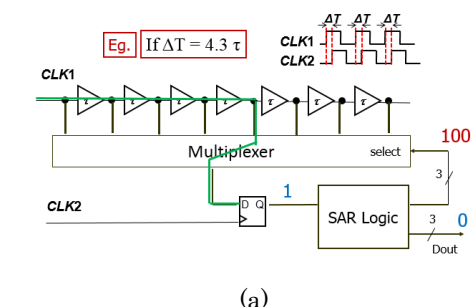 Eg.
If ΔT = 4.3 τ
ΔT ΔT ΔT
CLK1
CLK2
CLK1
τ τ τ
Multiplexer
select
100
3
CLK2
D Q
1
SAR Logic
3
0
Dout
(a)